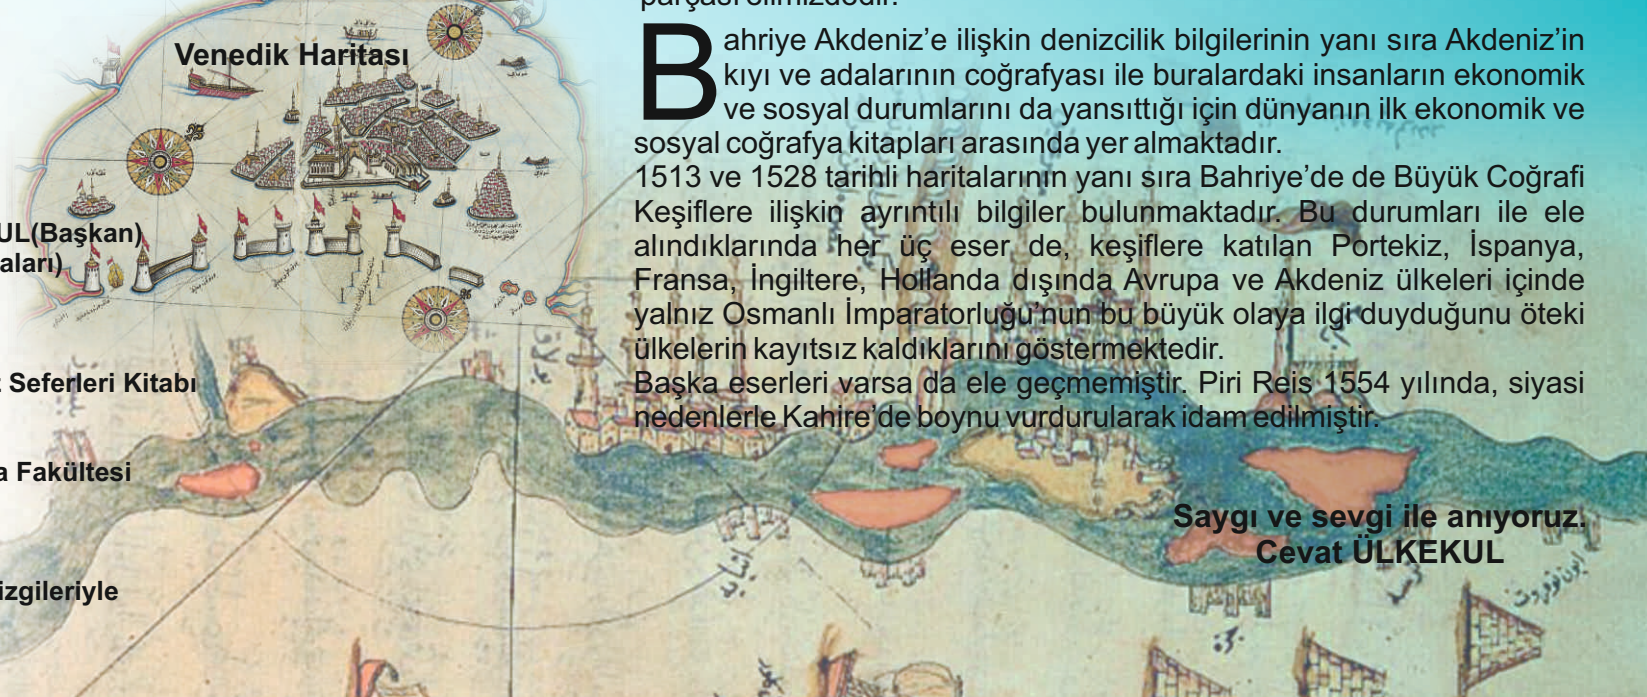 Venedik Haritası
UL(Başkan)
aları)
Seferleri Kitabı
a Fakültesi
izgileriyle
parçası elimizdedir.
Bahriye Akdeniz’e ilişkin denizcilik bilgilerinin yanı sıra Akdeniz’in
kıyı ve adalarının coğrafyası ile buralardaki insanların ekonomik
ve sosyal durumlarını da yansıttığı için dünyanın ilk ekonomik ve
sosyal coğrafya kitapları arasında yer almaktadır.
1513 ve 1528 tarihli haritalarının yanı sıra Bahriye’de de Büyük Coğrafi
Keşiflere ilişkin ayrıntılı bilgiler bulunmaktadır. Bu durumları ile ele
alındıklarında her üç eser de, keşiflere katılan Portekiz, İspanya,
Fransa, İngiltere, Hollanda dışında Avrupa ve Akdeniz ülkeleri içinde
yalnız Osmanlı İmparatorluğu’nun bu büyük olaya ilgi duyduğunu öteki
ülkelerin kayıtsız kaldıklarını göstermektedir.
Başka eserleri varsa da ele geçmemiştir. Piri Reis 1554 yılında, siyasi
nedenlerle Kahire’de boynu vurdurularak idam edilmiştir.
Saygı ve sevgi ile anıyoruz.
Cevat ÜLKEKUL